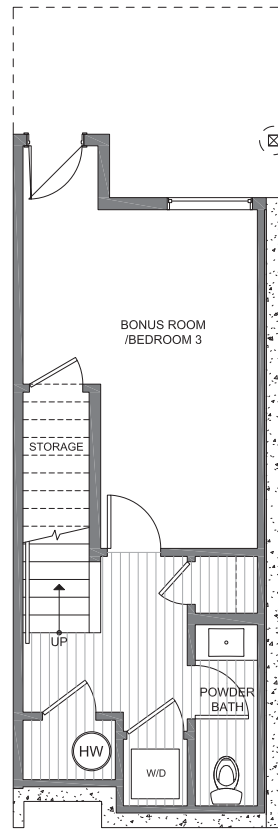 BONUS ROOM
/BEDROOM 3
STORAGE
UP
POWDER
BATH
HW
W/D